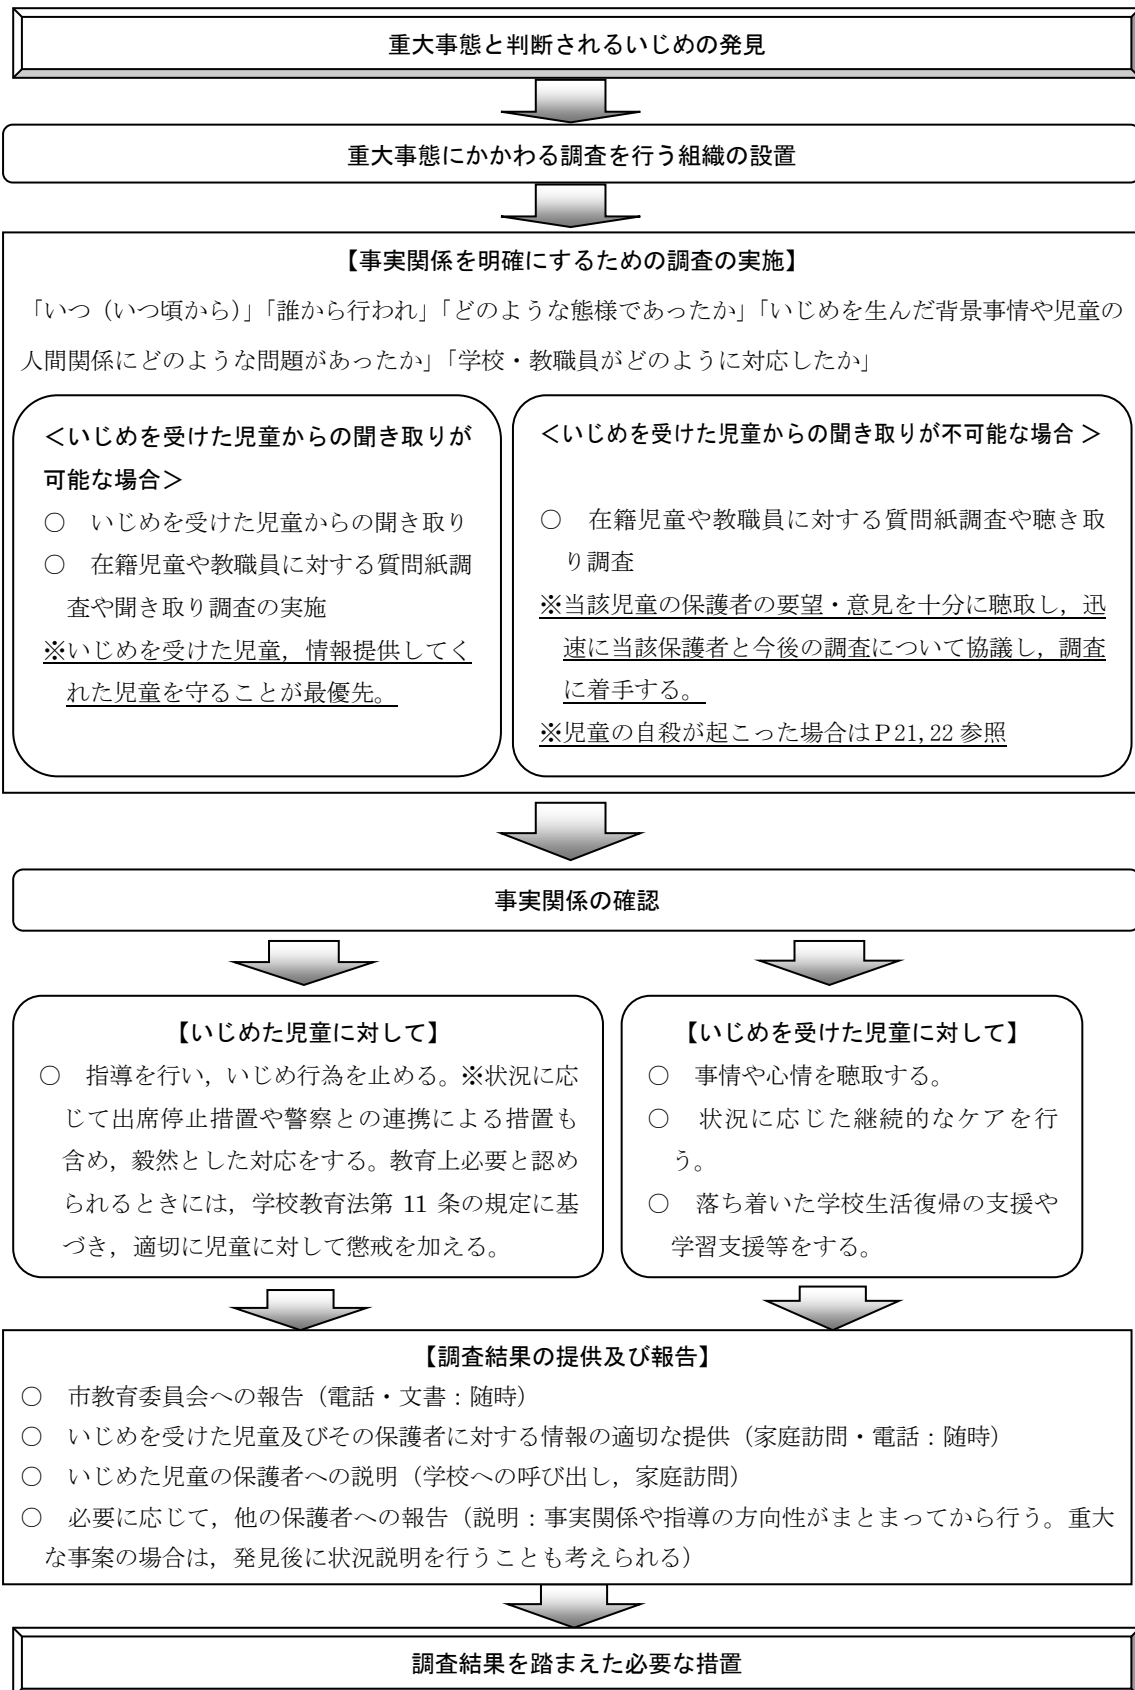 重大事態と判断されるいじめの発見
重大事態にかかわる調査を行う組織の設置
【事実関係を明確にするための調査の実施】
「いつ（いつ頃から）」「誰から行われ」「どのような態様であったか」「いじめを生んだ背景事情や児童の
人間関係にどのような問題があったか」「学校・教職員がどのように対応したか」
＜いじめを受けた児童からの聞き取りが
可能な場合＞
○　いじめを受けた児童からの聞き取り
○　在籍児童や教職員に対する質問紙調
査や聞き取り調査の実施
※いじめを受けた児童，情報提供してく
れた児童を守ることが最優先。
＜いじめを受けた児童からの聞き取りが不可能な場合 ＞
○　在籍児童や教職員に対する質問紙調査や聴き取
り調査
※当該児童の保護者の要望・意見を十分に聴取し，迅
速に当該保護者と今後の調査について協議し，調査
に着手する。
※児童の自殺が起こった場合はＰ21,22 参照
事実関係の確認
【いじめた児童に対して】
○　指導を行い，いじめ行為を止める。※状況に応
じて出席停止措置や警察との連携による措置も
含め，毅然とした対応をする。教育上必要と認め
られるときには，学校教育法第 11 条の規定に基
づき，適切に児童に対して懲戒を加える。
【いじめを受けた児童に対して】
○　事情や心情を聴取する。
○　状況に応じた継続的なケアを行
う。
○　落ち着いた学校生活復帰の支援や
学習支援等をする。
【調査結果の提供及び報告】
○　市教育委員会への報告（電話・文書：随時）
○　いじめを受けた児童及びその保護者に対する情報の適切な提供（家庭訪問・電話：随時）
○　いじめた児童の保護者への説明（学校への呼び出し，家庭訪問）
○　必要に応じて，他の保護者への報告（説明：事実関係や指導の方向性がまとまってから行う。重大
な事案の場合は，発見後に状況説明を行うことも考えられる）
調査結果を踏まえた必要な措置